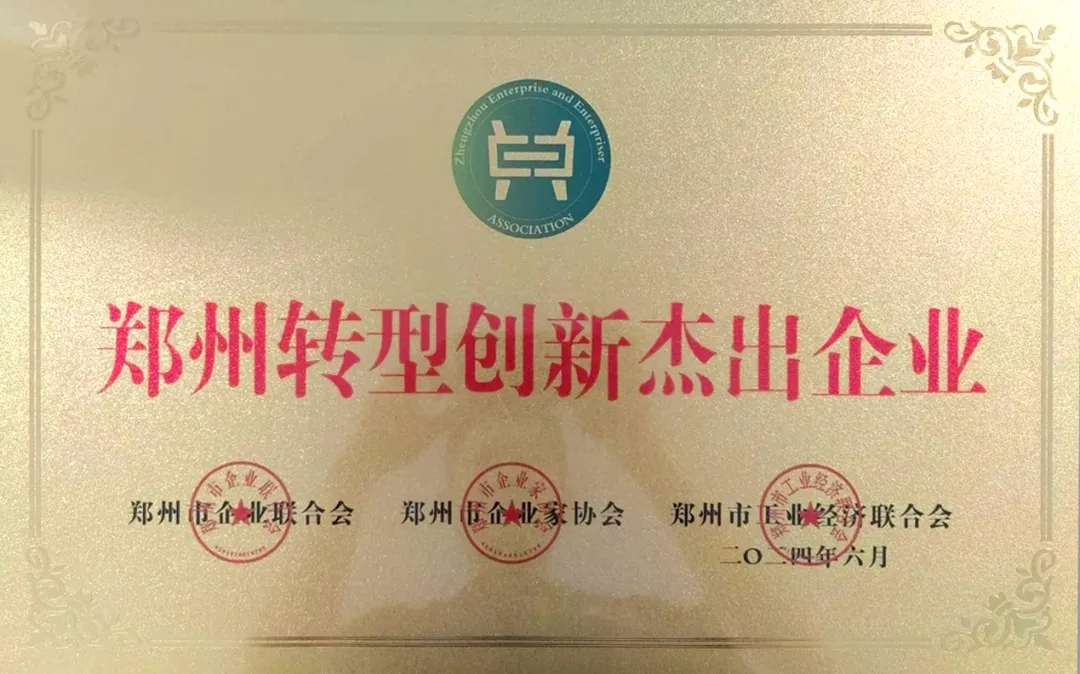 Zhengzhou Enterprise and Enterpriser
ASSOCIATION
郑州转型创新杰出企业
郑州市企业联合会
郑州市企业家协会
郑州市工业经济联合会
二〇二四年六月